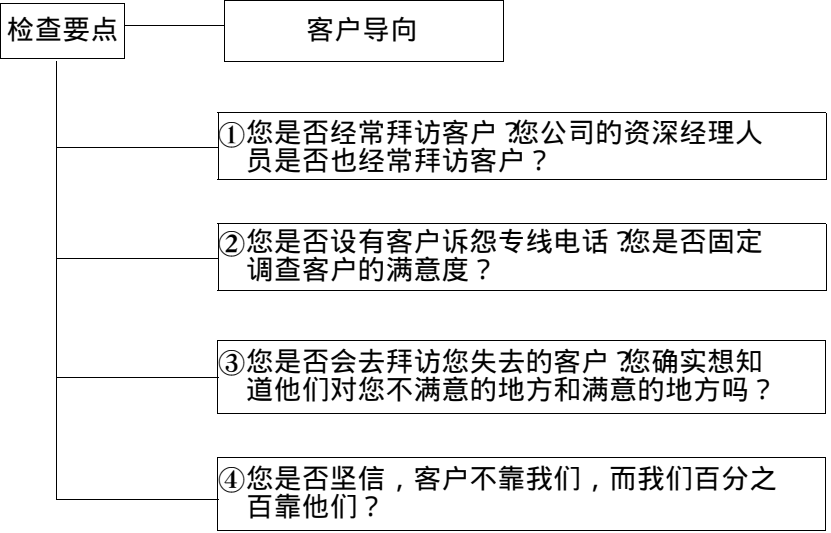 检查要点
客户导向
①您是否经常拜访客户？您公司的资深经理人
员是否也经常拜访客户？
②您是否设有客户诉怨专线电话？您是否固定
调查客户的满意度？
③您是否会去拜访您失去的客户？您确实想知
道他们对您不满意的地方和满意的地方吗？
④您是否坚信，客户不靠我们，而我们百分之
百靠他们？